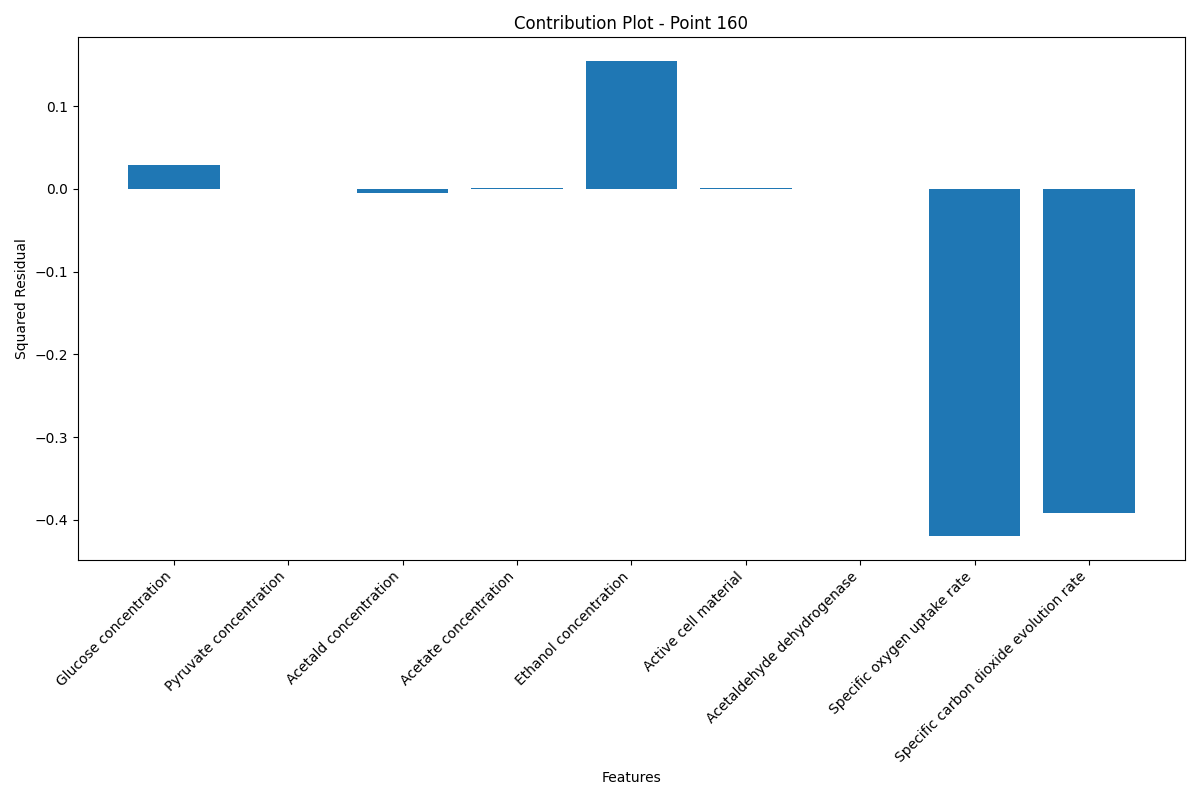 Contribution Plot - Point 160
Squared Residual
0.1
0.0
−0.1
−0.2
−0.3
−0.4
Glucose concentration
Pyruvate concentration
Acetald concentration
Acetate concentration
Ethanol concentration
Active cell material
Acetaldehyde dehydrogenase
Specific oxygen uptake rate
Specific carbon dioxide evolution rate
Features